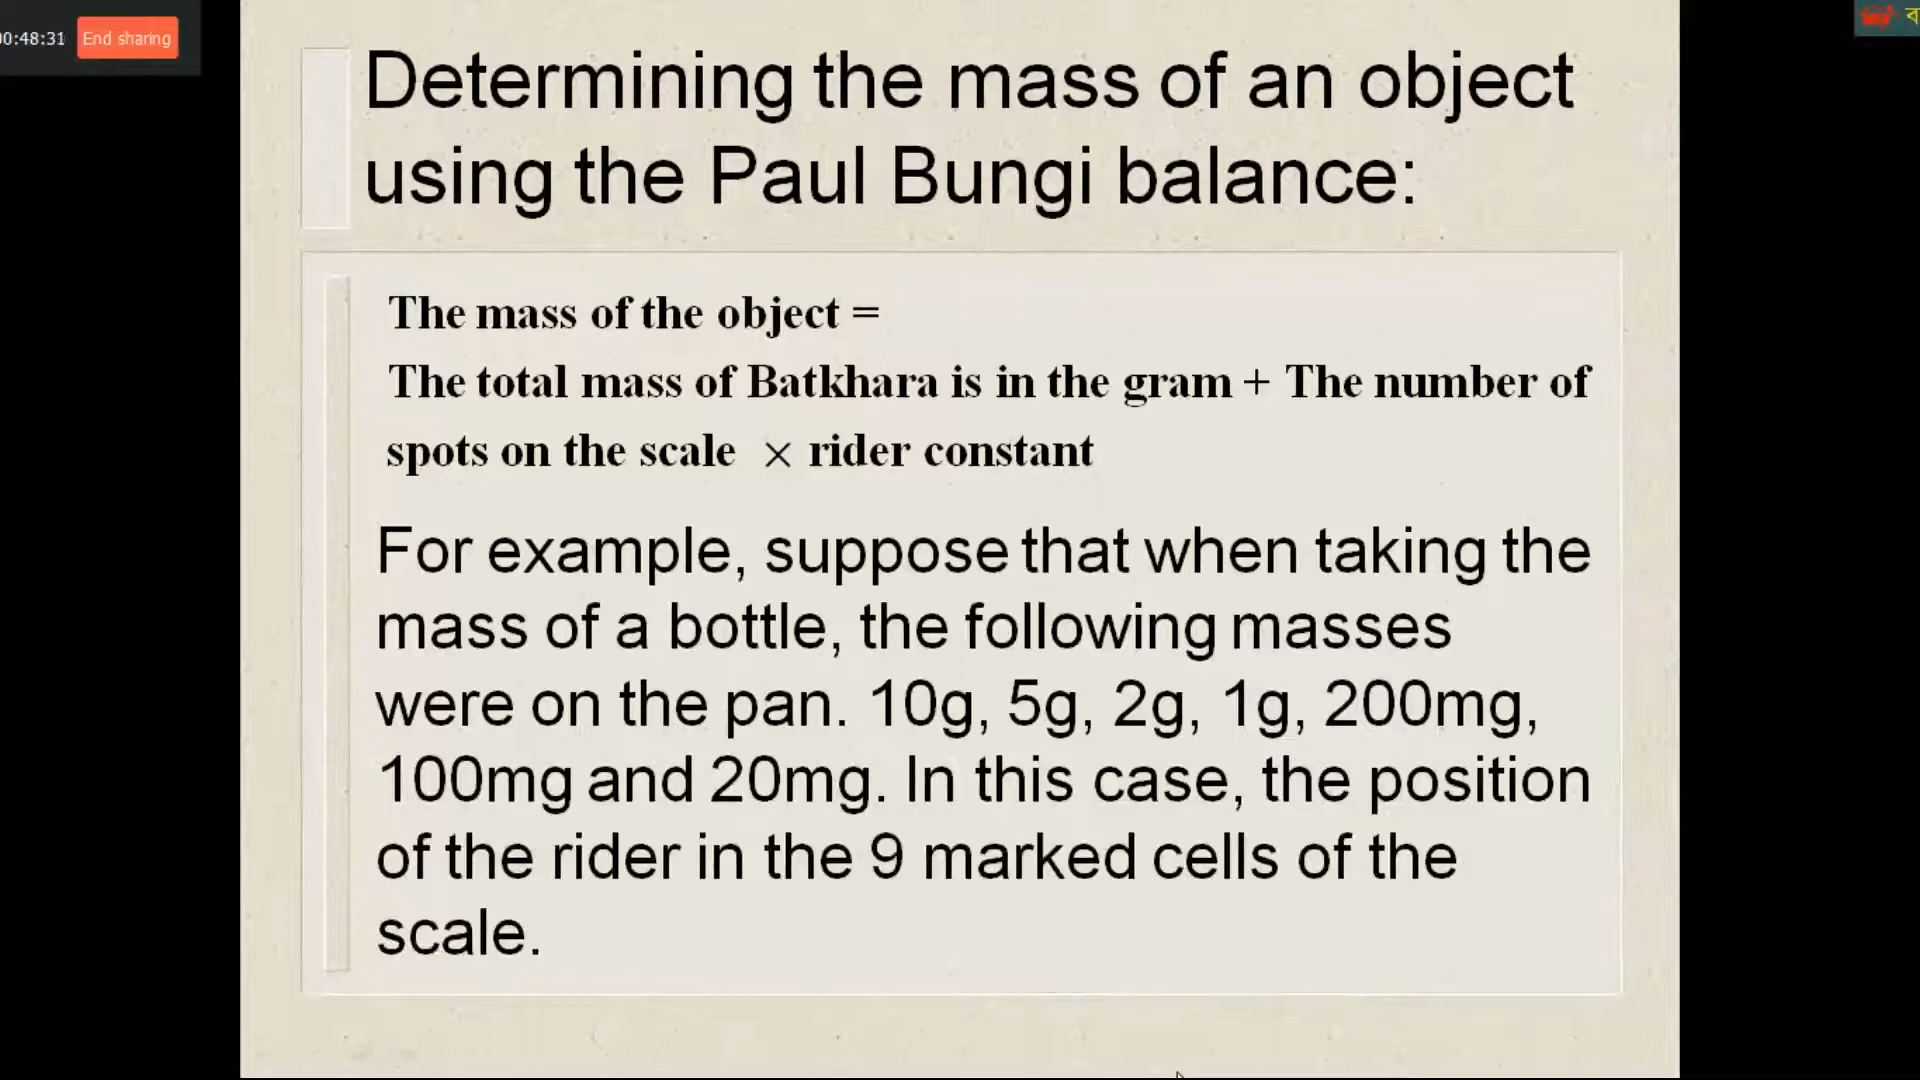 00:48:31 End sharing
Determining the mass of an object
using the Paul Bungi balance:
The mass of the object =
The total mass of Batkhara is in the gram + The number of
spots on the scale × rider constant
For example, suppose that when taking the
mass of a bottle, the following masses
were on the pan. 10g, 5g, 2g, 1g, 200mg,
100mg and 20mg. In this case, the position
of the rider in the 9 marked cells of the
scale.